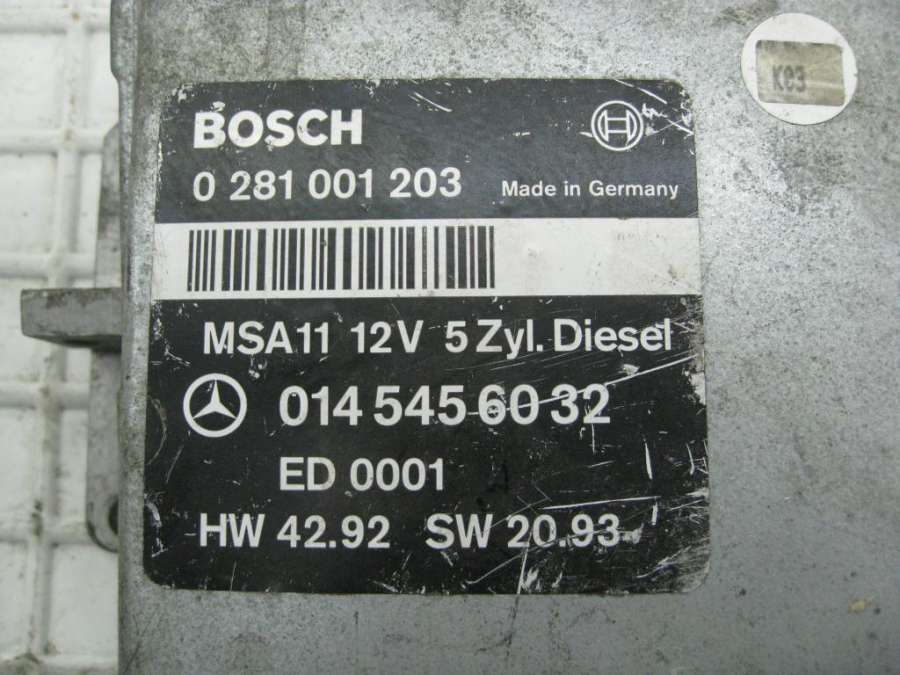 K03
BOSCH
0 281 001 203 Made in Germany
MSA11 12V 5 Zyl. Diesel
014 545 60 32
ED 0001
HW 42.92 SW 20.93